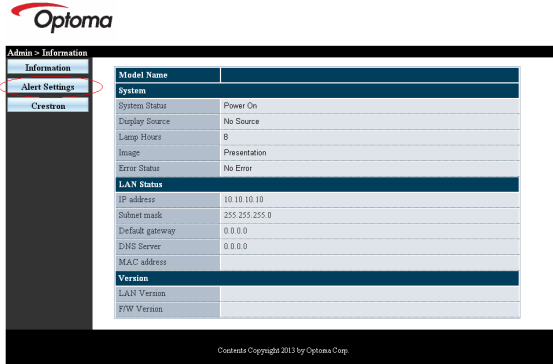 Optoma
Admin > Information
Information
Alert Settings
Crestron
Model Name
System
System Status Power On
Display Source No Source
Lamp Hours 8
Image Presentation
Error Status No Error
LAN Status
IP address 10.10.10.10
Subnet mask 255.255.255.0
Default gateway 0.0.0.0
DNS Server 0.0.0.0
MAC address
Version
LAN Version
F/W Version
Contents Copyright 2013 by Optoma Corp.